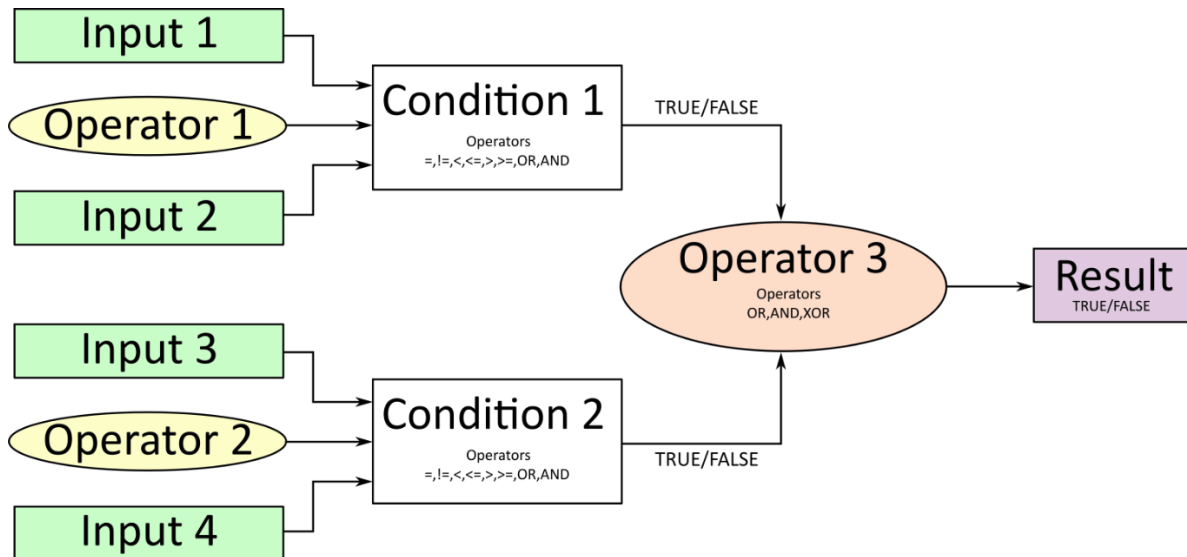 Input 1
Operator 1
Input 2
Condition 1
Operators
=,!=,<,<=,>,>=,OR,AND
TRUE/FALSE
Input 3
Operator 2
Input 4
Condition 2
Operators
=,!=,<,<=,>,>=,OR,AND
TRUE/FALSE
Operator 3
Operators
OR,AND,XOR
Result
TRUE/FALSE